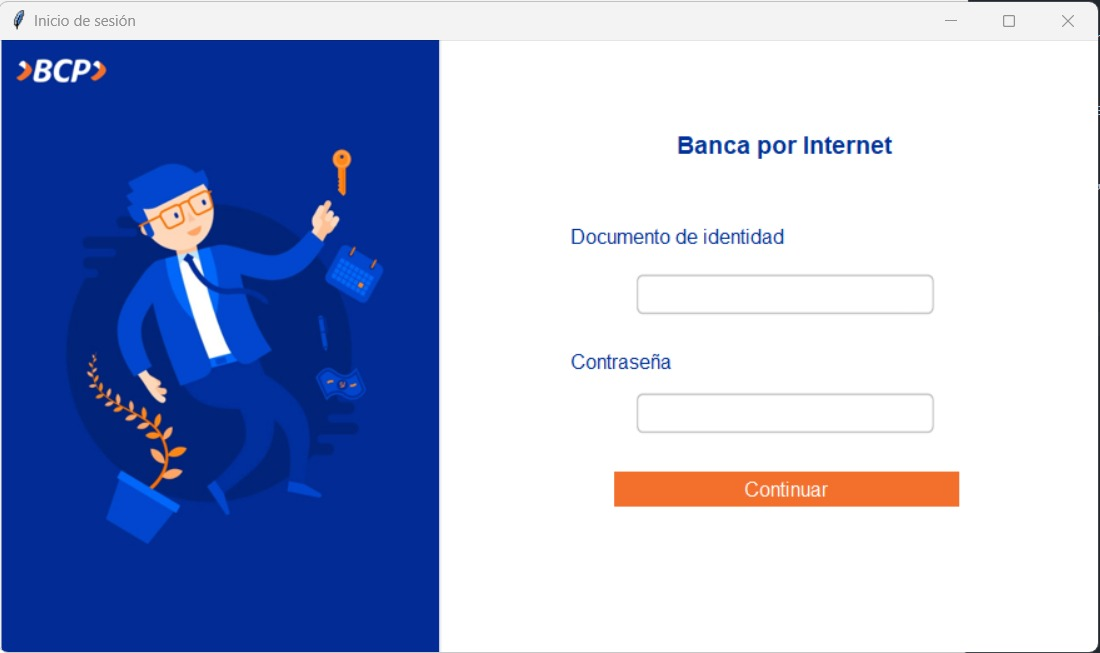 Inicio de sesión
BCP
Banca por Internet
Documento de identidad
Contraseña
Continuar